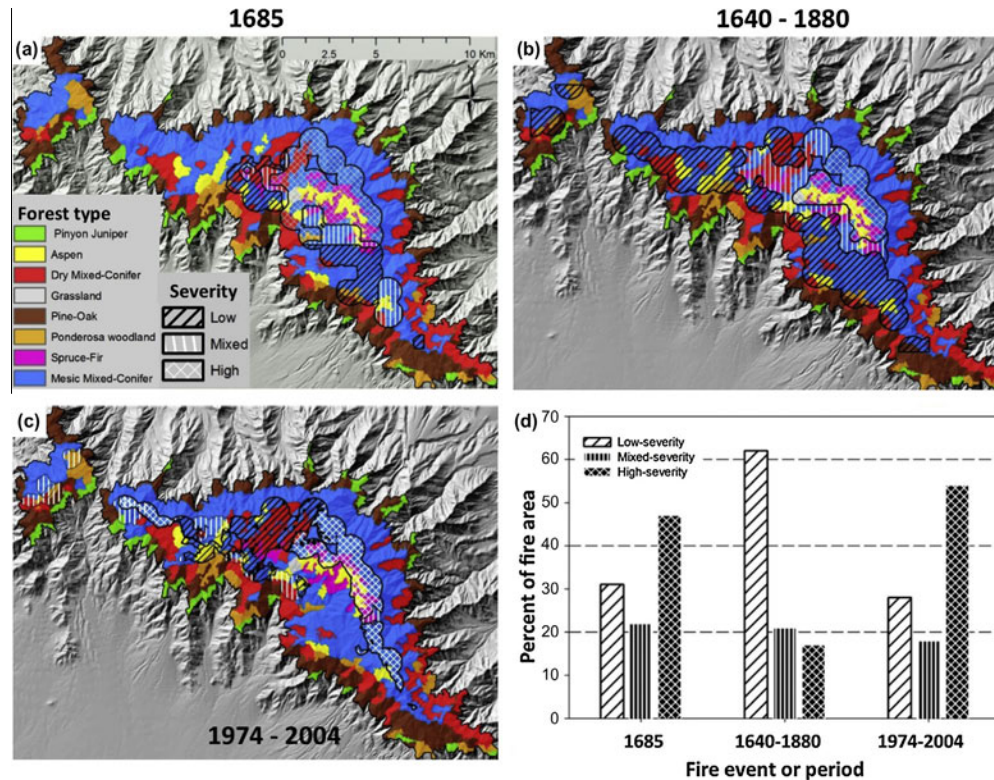 1685
1640 - 1880
(a)
0 5 10 Km
(b)
Forest type
Pinyon Juniper
Aspen
Dry Mixed-Conifer
Grassland
Pine-Oak
Ponderosa woodland
Spruce-Fir
Mesic Mixed-Conifer
Severity
Low
Mixed
High
(c)
1974 - 2004
(d)
70
60
50
40
30
20
10
0
Percent of fire area
Low-severity
Mixed-severity
High-severity
1685 1640-1880 1974-2004
Fire event or period